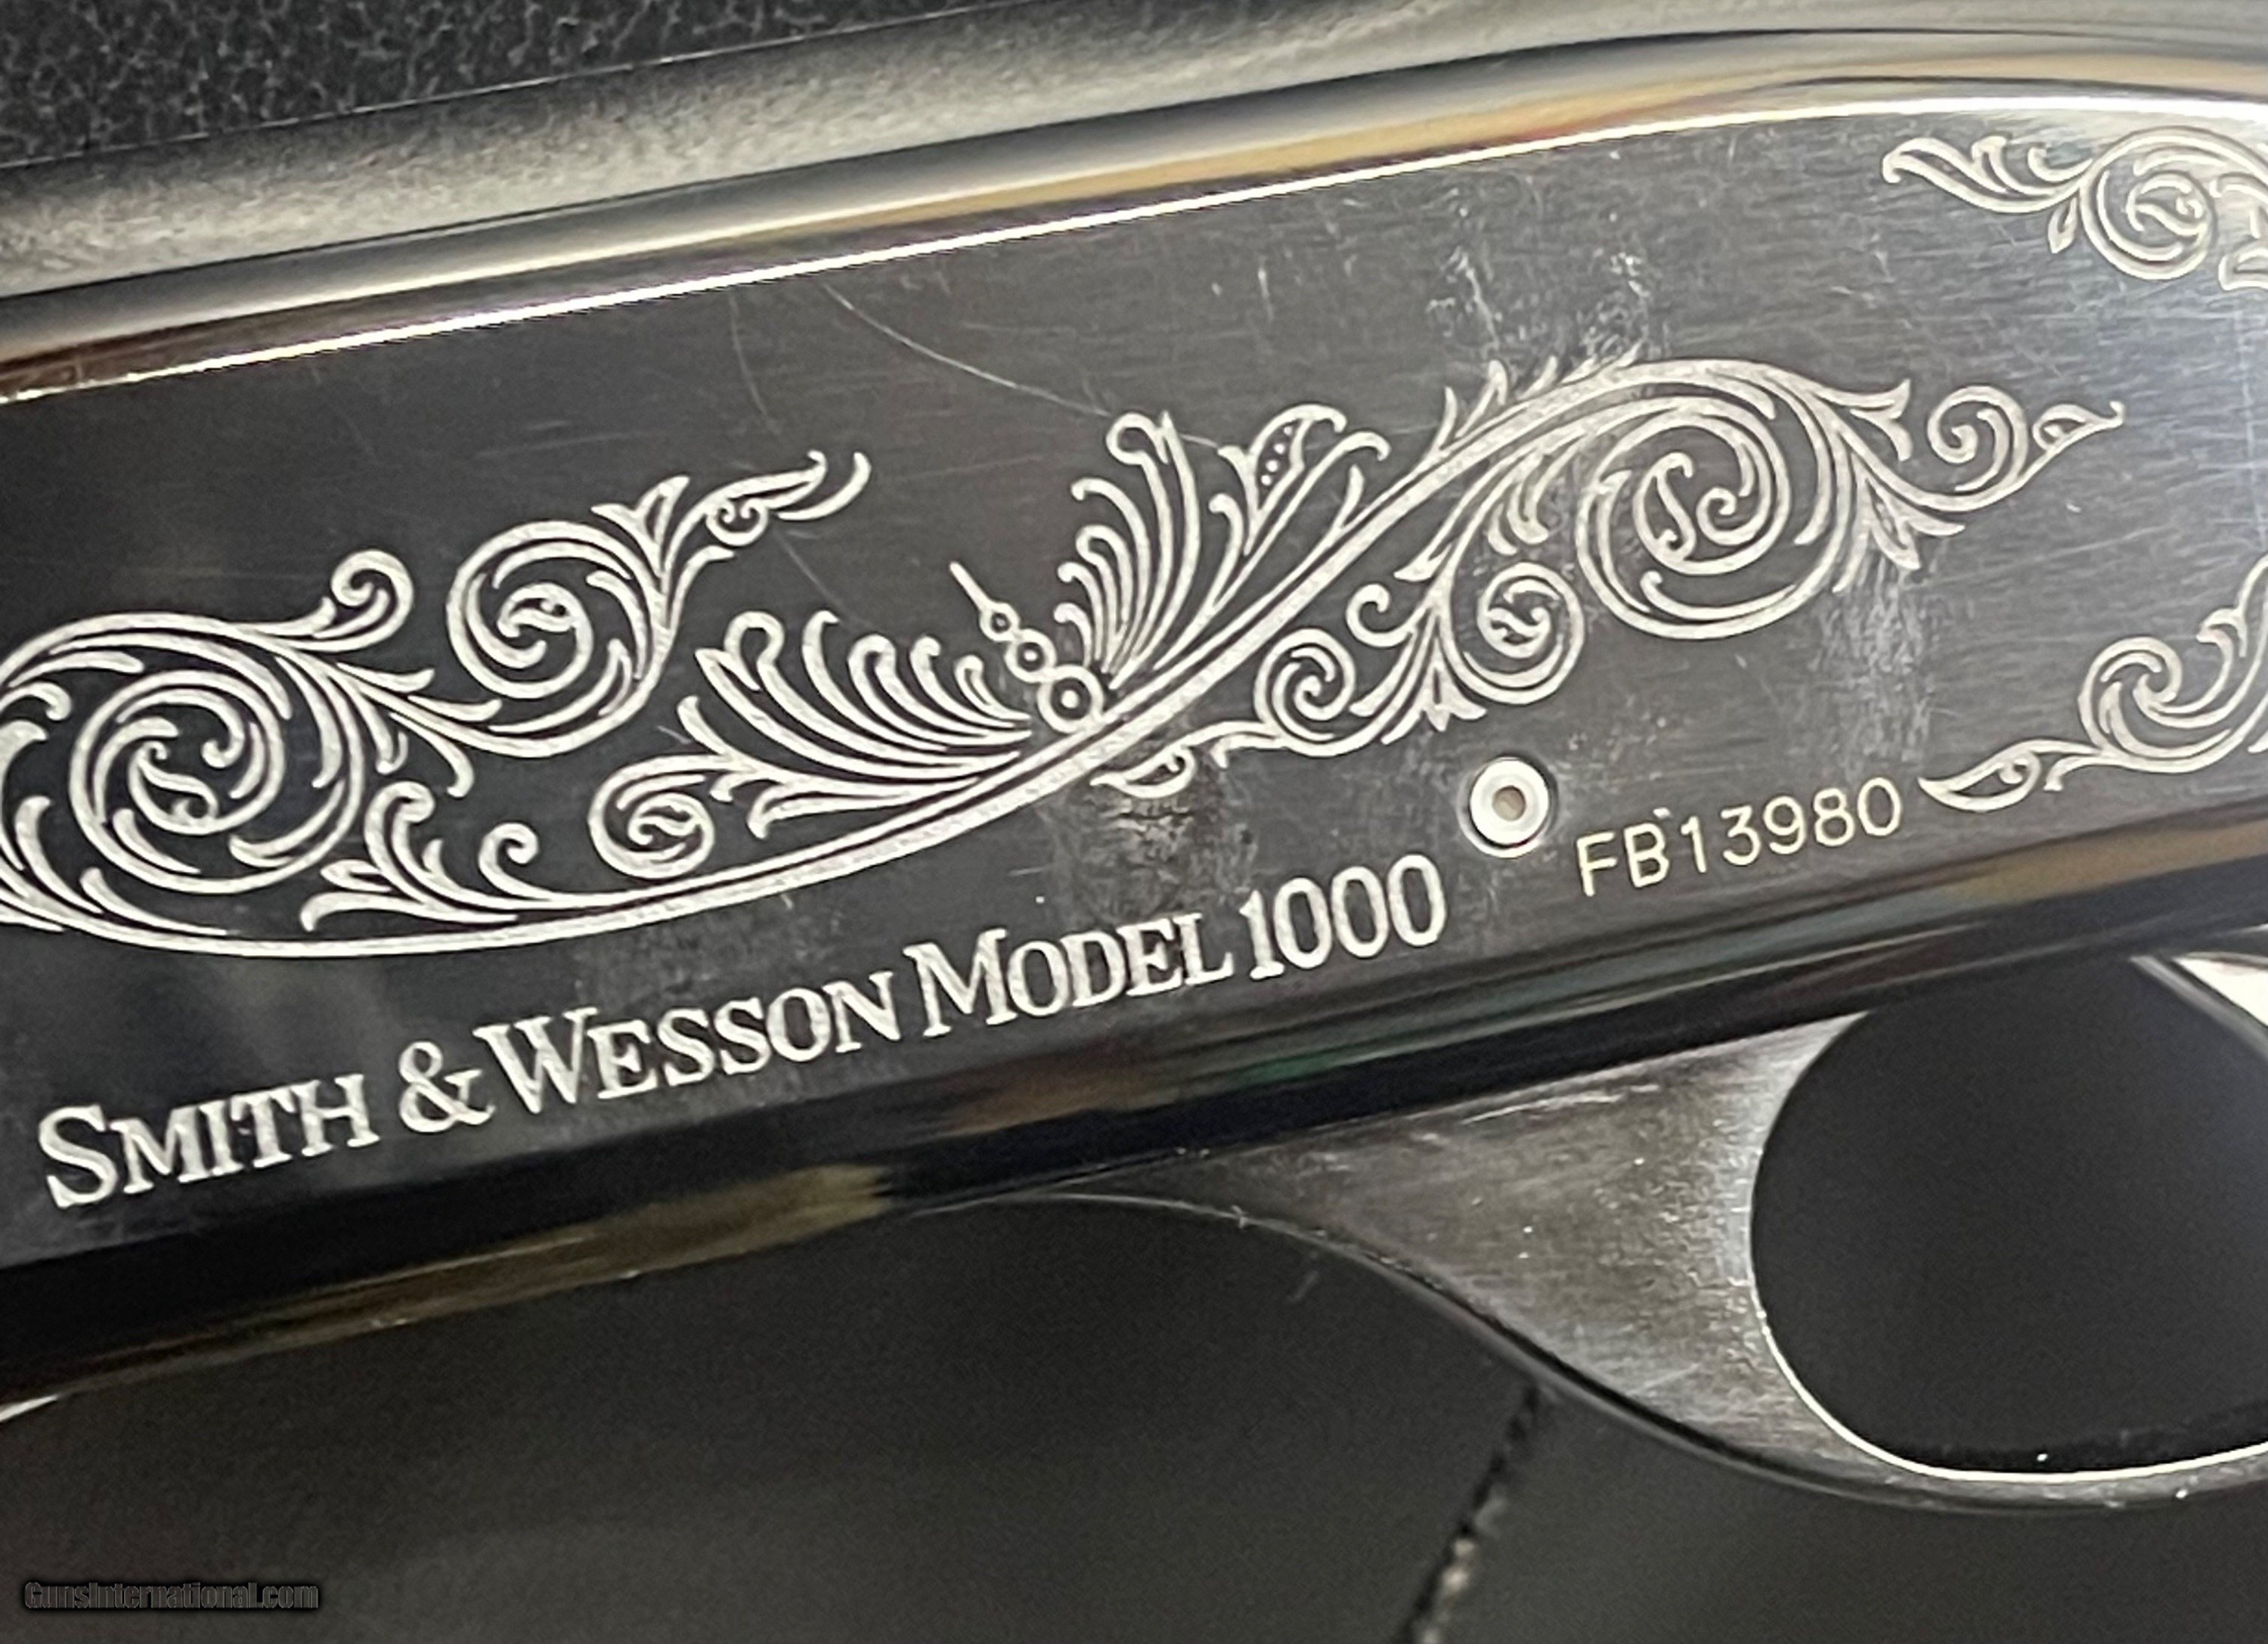 SMITH & WESSON MODEL 1000
FB13980
GunsInternational.com